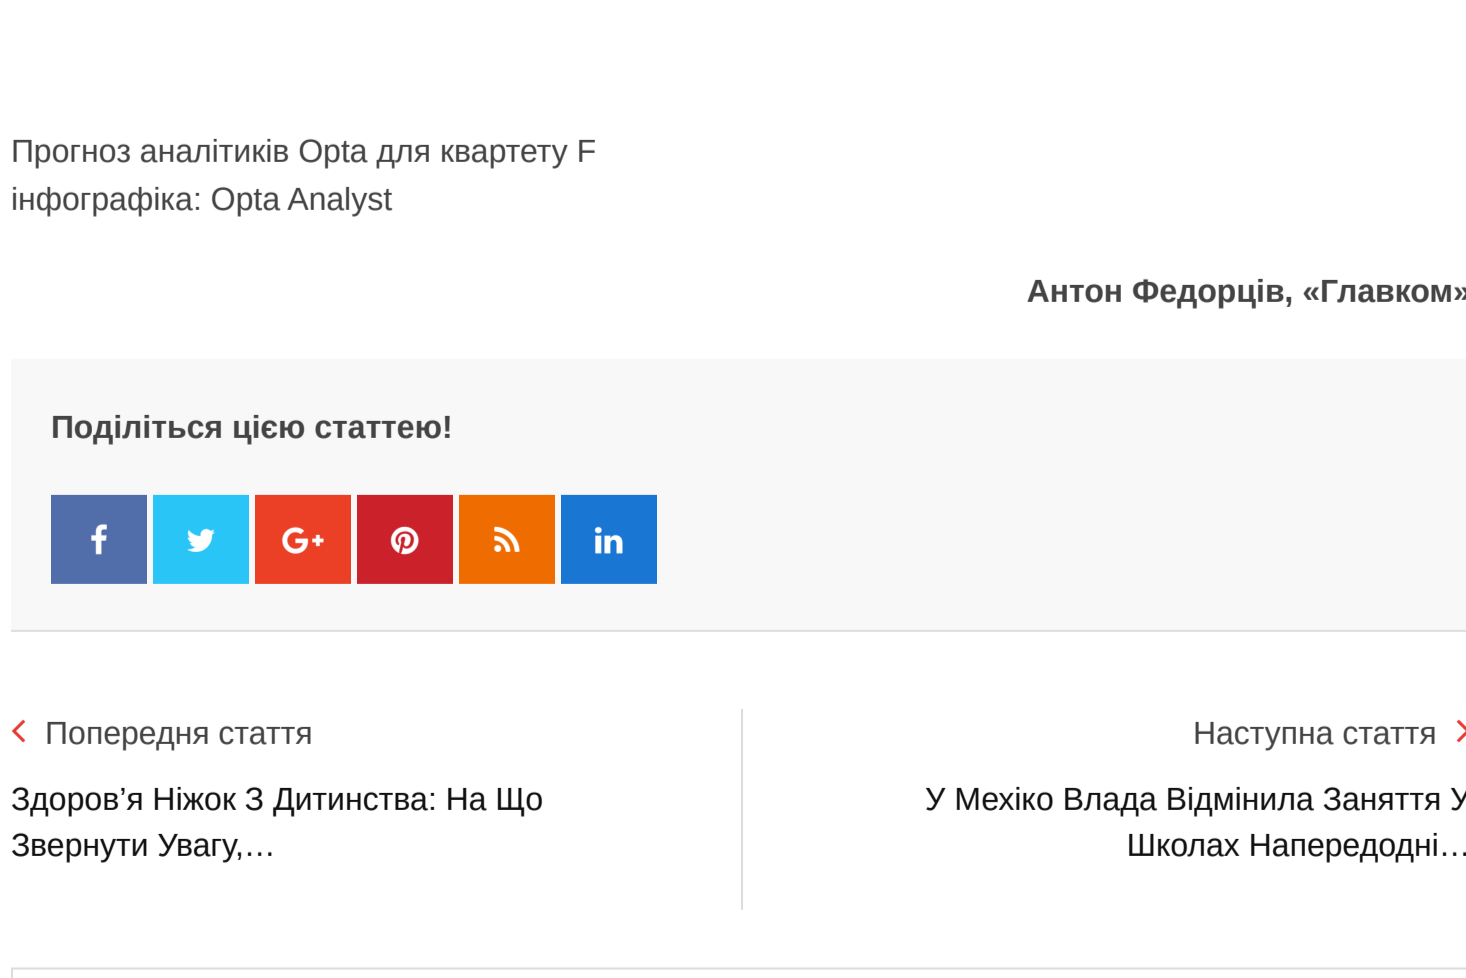 Прогноз аналітиків Opta для квартету F
інфографіка: Opta Analyst
Антон Федорців, «Главком»
Поділіться цією статтею!
f G+ in
Попередня стаття
Здоров’я Ніжок З Дитинства: На Що
Звернути Увагу,…
Наступна стаття
У Мехіко Влада Відмінила Заняття У
Школах Напередодні…